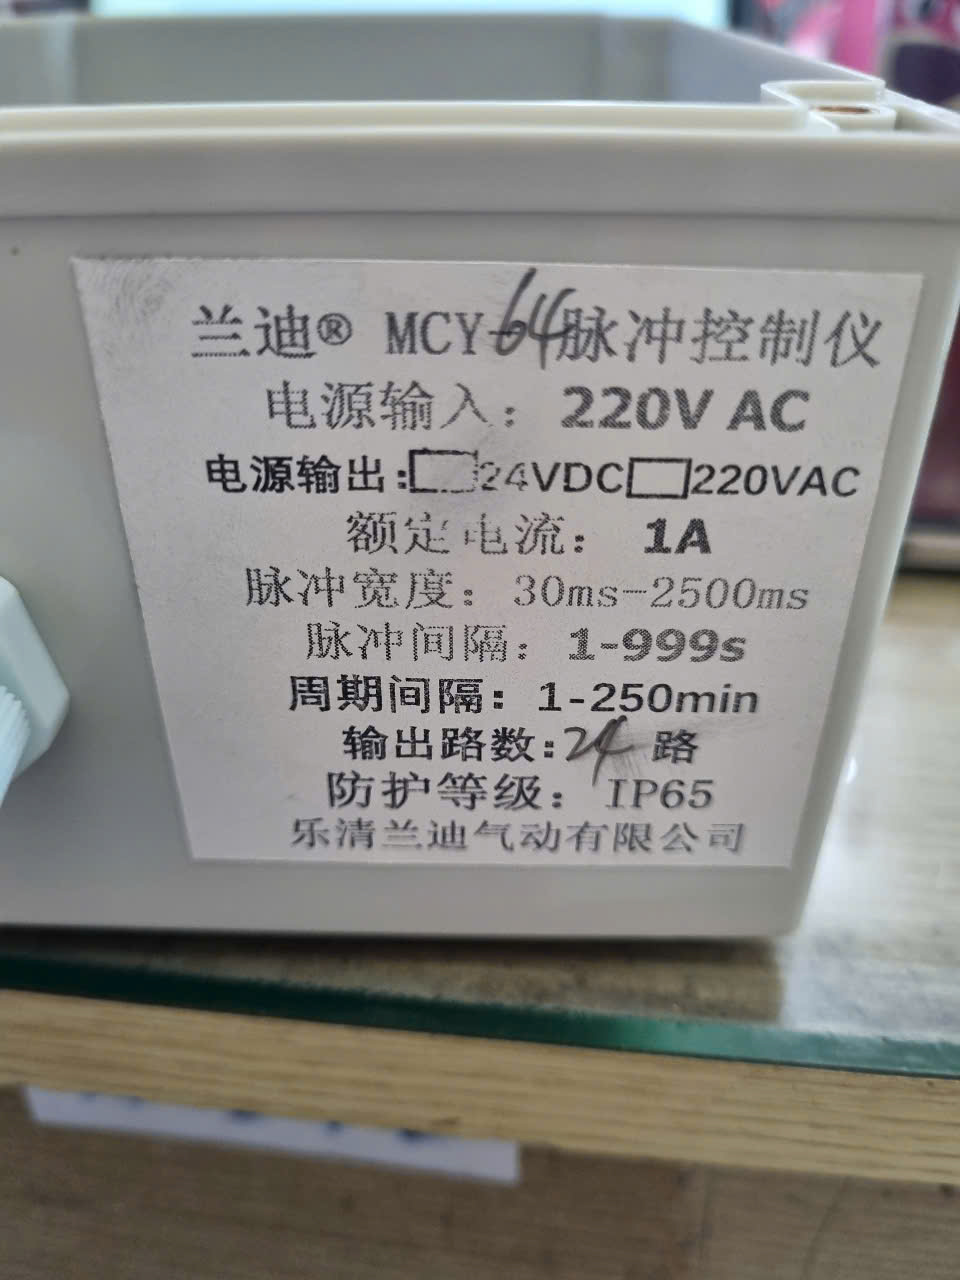 兰迪® MCY-64脉冲控制仪
电源输入：220V AC
电源输出:□24VDC□220VAC
额定电流：1A
脉冲宽度：30ms-2500ms
脉冲间隔：1-999s
周期间隔：1-250min
输出路数:24 路
防护等级：IP65
乐清兰迪气动有限公司